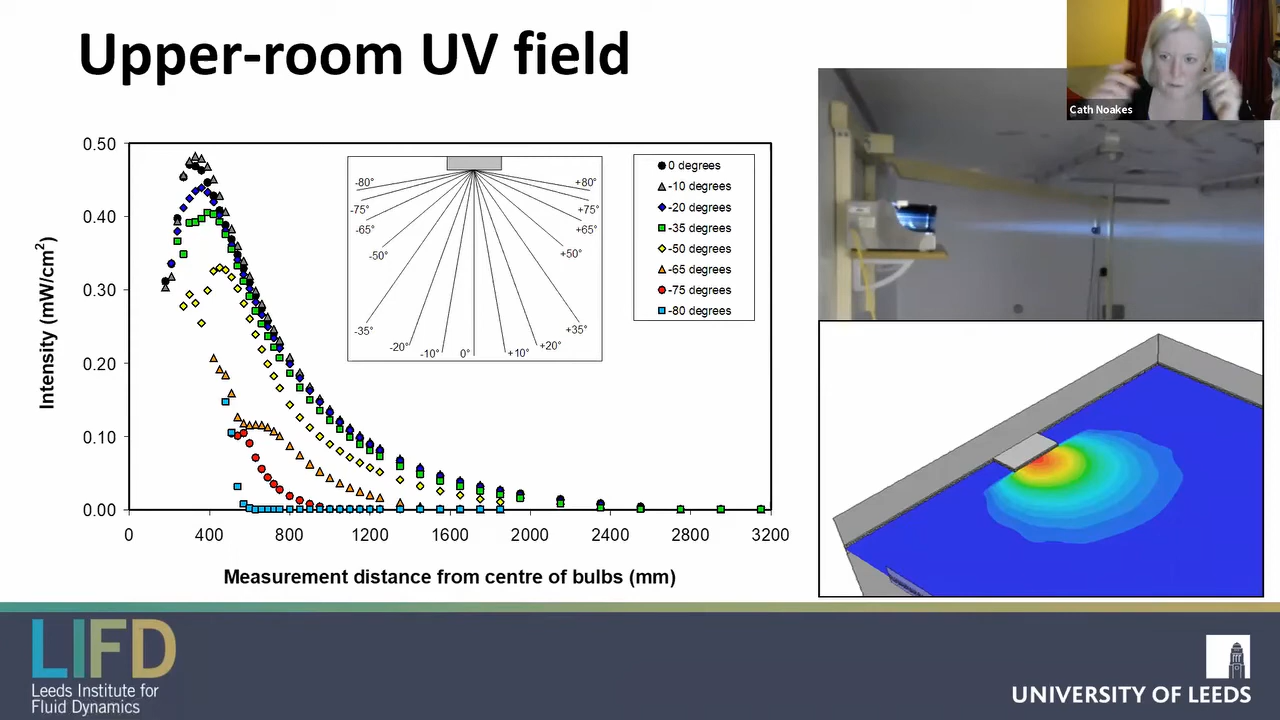 Upper-room UV field
Cath Noakes
0.50
0.40
0.30
0.20
0.10
0.00
Intensity (mW/cm²)
0
400
800
1200
1600
2000
2400
2800
3200
Measurement distance from centre of bulbs (mm)
-80°
-75°
-65°
-50°
-35°
-20°
-10°
0°
+10°
+20°
+35°
+50°
+65°
+75°
+80°
0 degrees
-10 degrees
-20 degrees
-35 degrees
-50 degrees
-65 degrees
-75 degrees
-80 degrees
LIFD
Leeds Institute for
Fluid Dynamics
UNIVERSITY OF LEEDS